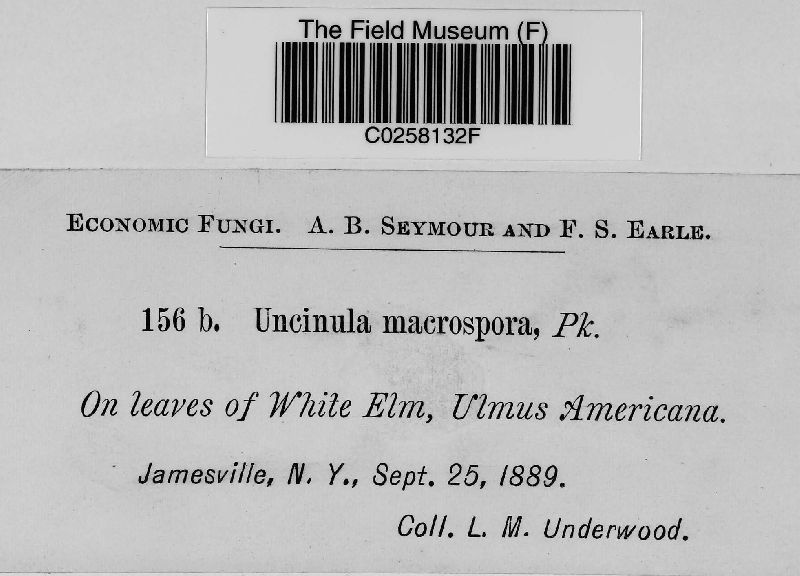 The Field Museum (F)
C0258132F
Economic Fungi. A. B. Seymour and F. S. Earle.
156 b. Uncinula macrospora, Pk.
On leaves of White Elm, Ulmus Americana.
Jamesville, N. Y., Sept. 25, 1889.
Coll. L. M. Underwood.